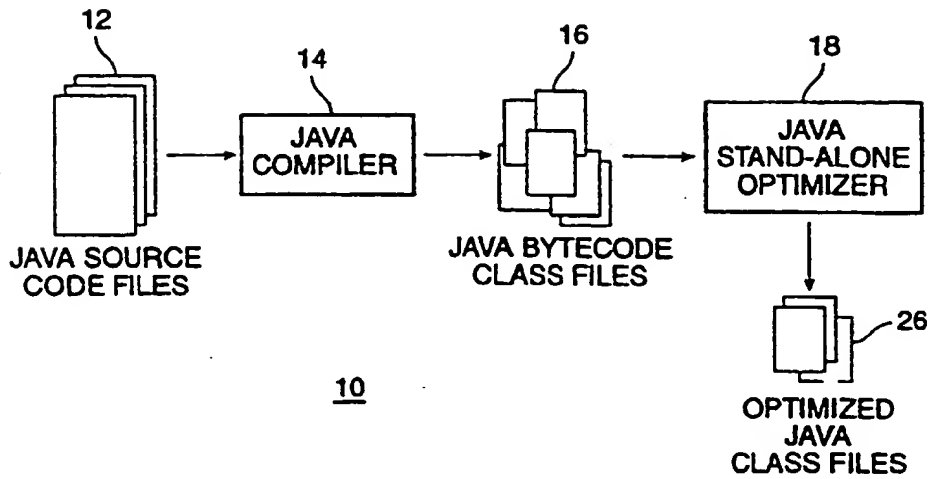 12
14
16
18
JAVA
COMPILER
JAVA
STAND-ALONE
OPTIMIZER
JAVA SOURCE
CODE FILES
JAVA BYTECODE
CLASS FILES
26
10
OPTIMIZED
JAVA
CLASS FILES